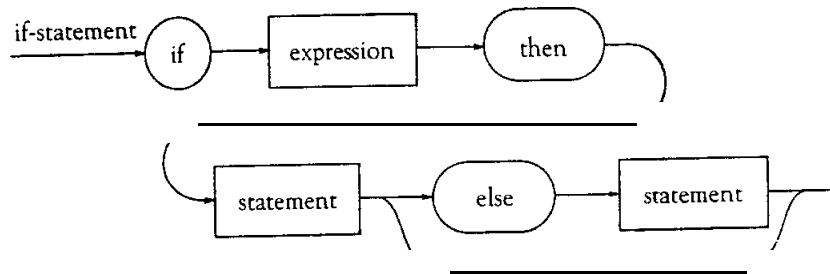 if-statement
if
expression
then
statement
else
statement